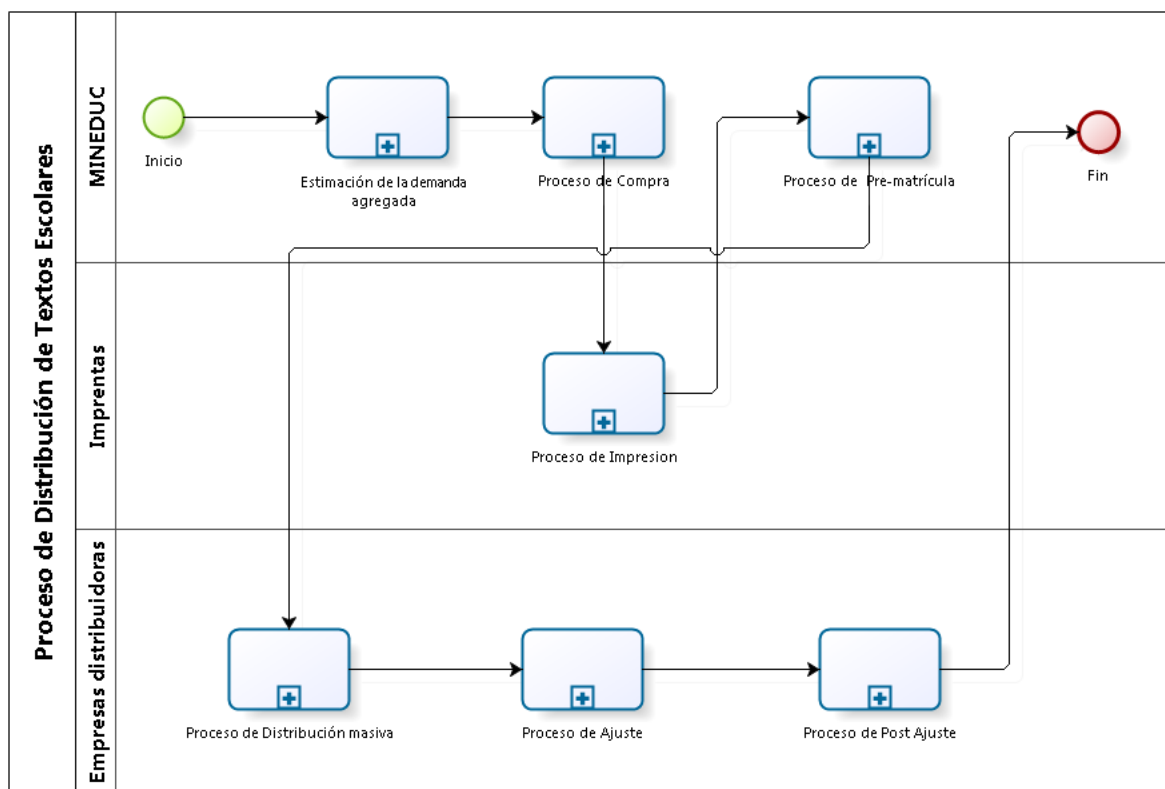 Proceso de Distribución de Textos Escolares
MINEDUC
Inicio
Estimación de la demanda
agregada
Proceso de Compra
Proceso de Pre-matrícula
Fin
Imprentas
Proceso de Impresion
Empresas distribuidoras
Proceso de Distribución masiva
Proceso de Ajuste
Proceso de Post Ajuste